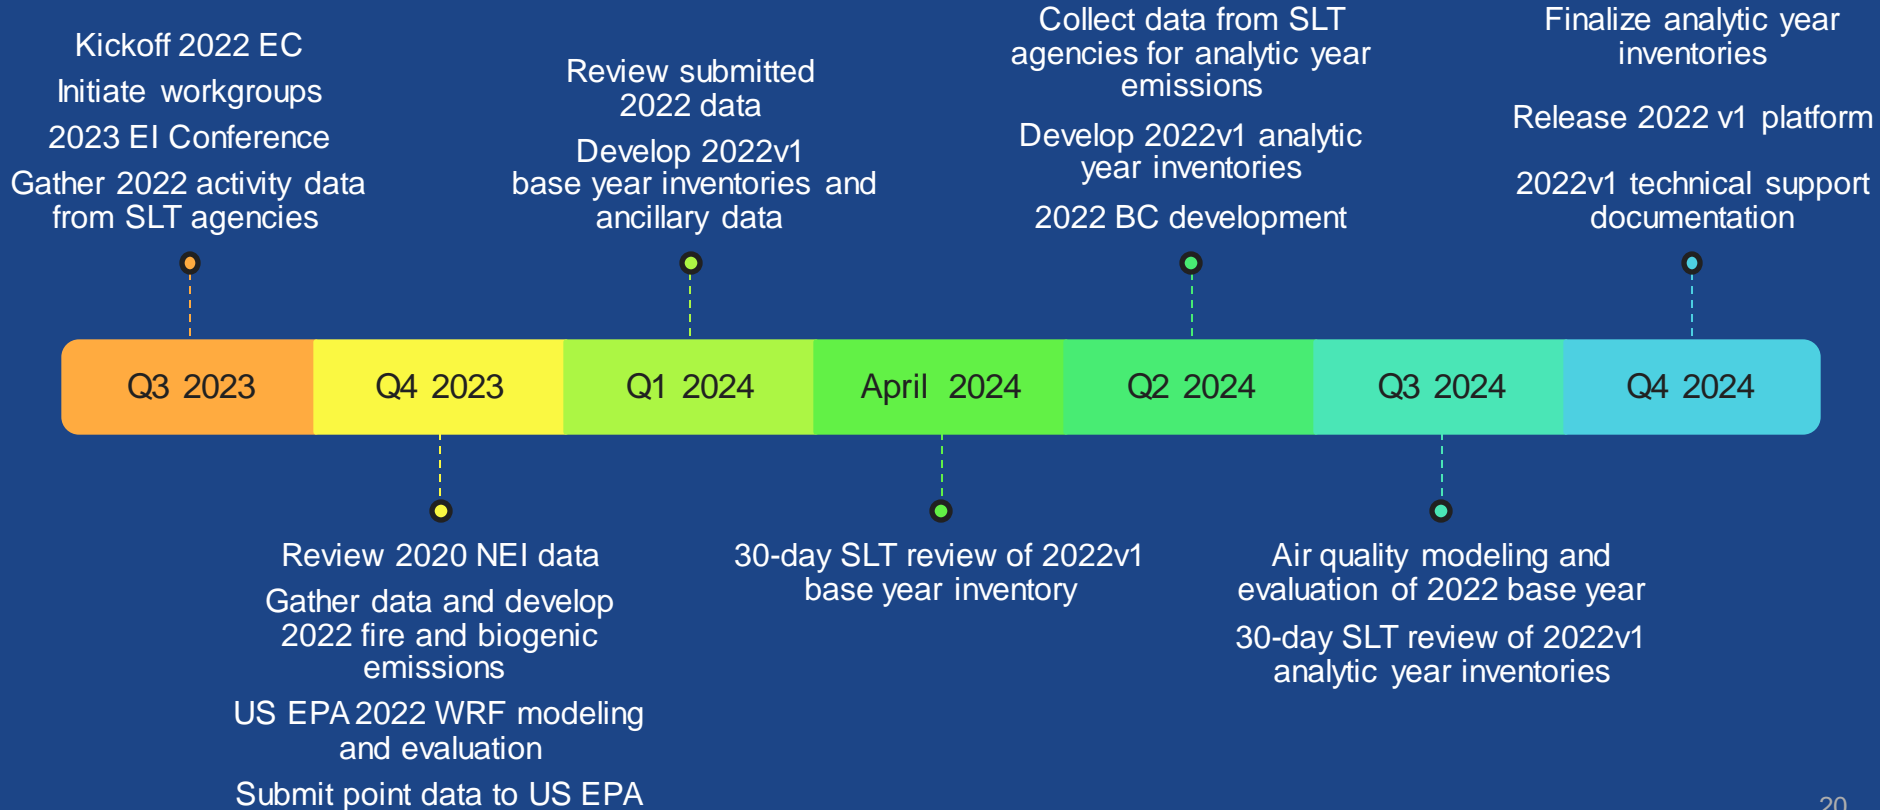 Kickoff 2022 EC
Initiate workgroups
2023 EI Conference
Gather 2022 activity data
from SLT agencies
Review submitted
2022 data
Develop 2022v1
base year inventories and
ancillary data
Collect data from SLT
agencies for analytic year
emissions
Develop 2022v1 analytic
year inventories
2022 BC development
Finalize analytic year
inventories
Release 2022 v1 platform
2022v1 technical support
documentation
Q3 2023
Q4 2023
Q1 2024
April 2024
Q2 2024
Q3 2024
Q4 2024
Review 2020 NEI data
Gather data and develop
2022 fire and biogenic
emissions
US EPA 2022 WRF modeling
and evaluation
Submit point data to US EPA
30-day SLT review of 2022v1
base year inventory
Air quality modeling and
evaluation of 2022 base year
30-day SLT review of 2022v1
analytic year inventories
20